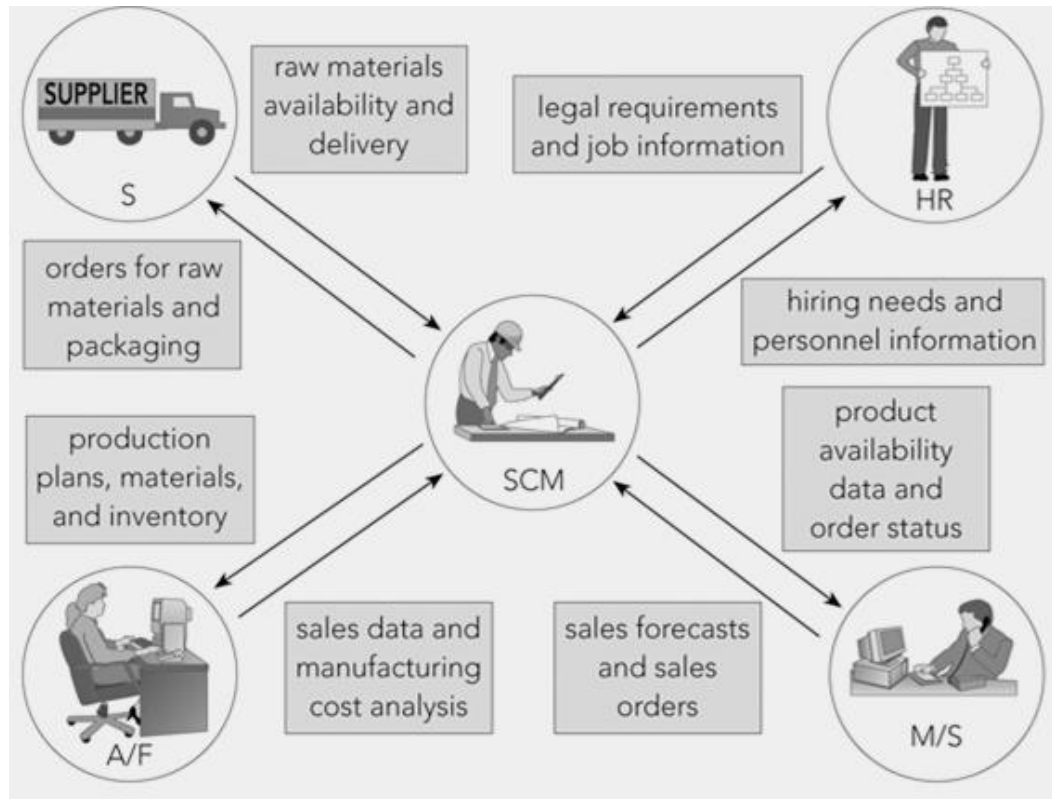 SUPPLIER
S
raw materials
availability and
delivery
legal requirements
and job information
HR
orders for raw
materials and
packaging
hiring needs and
personnel information
production
plans, materials,
and inventory
SCM
product
availability
data and
order status
A/F
sales data and
manufacturing
cost analysis
sales forecasts
and sales
orders
M/S